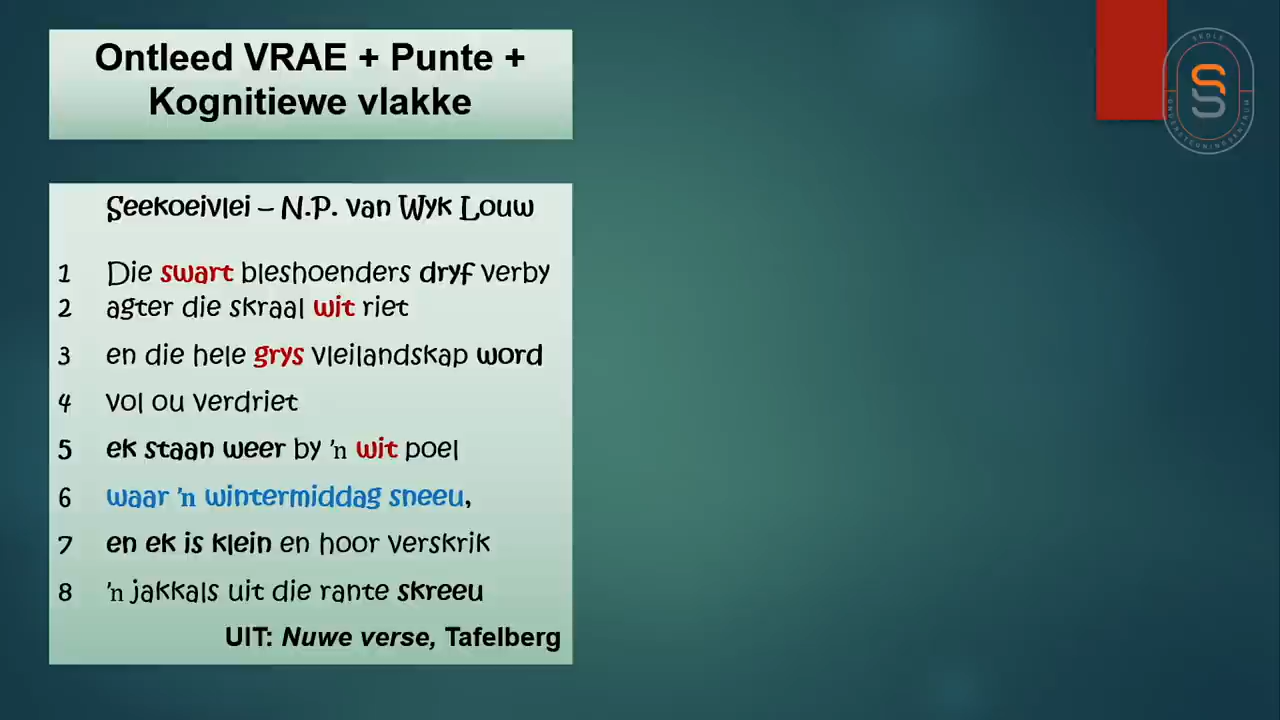 Ontleed VRAE + Punte +
Kognitiewe vlakke
SKOLE
ONDERSTEUNINGSENTRUM
Seekoeivlei – N.P. van Wyk Louw
1 Die swart bleshoenders dryf verby
2 agter die skraal wit riet
3 en die hele grys vleilandskap word
4 vol ou verdriet
5 ek staan weer by 'n wit poel
6 waar 'n wintermiddag sneeu,
7 en ek is klein en hoor verskrik
8 'n jakkals uit die rante skreeu
UIT: Nuwe verse, Tafelberg